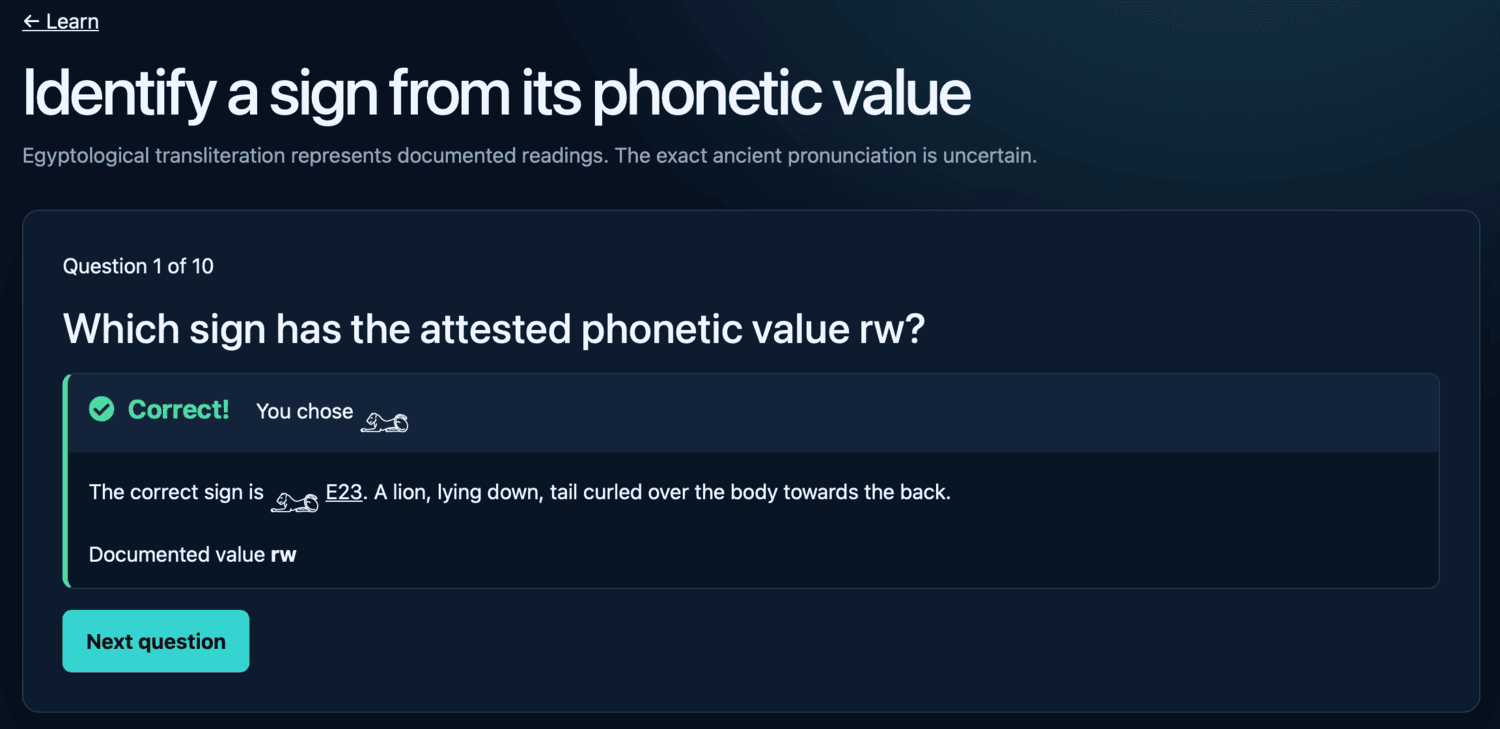 ← Learn
Identify a sign from its phonetic value
Egyptological transliteration represents documented readings. The exact ancient pronunciation is uncertain.
Question 1 of 10
Which sign has the attested phonetic value rw?
Correct! You chose 𓃭
The correct sign is 𓃭 E23. A lion, lying down, tail curled over the body towards the back.
Documented value rw
Next question